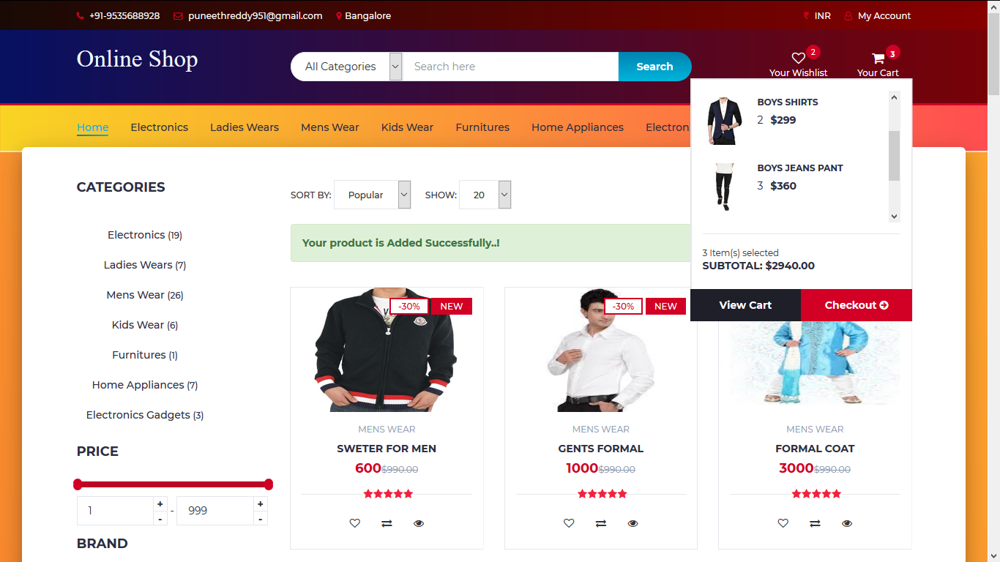 +91-9535688928 puneethreddy951@gmail.com Bangalore INR My Account
Online Shop
All Categories Search here Search
2
Your Wishlist
3
Your Cart
Home Electronics Ladies Wears Mens Wear Kids Wear Furnitures Home Appliances Electron
BOYS SHIRTS
2 $299
BOYS JEANS PANT
3 $360
3 Item(s) selected
SUBTOTAL: $2940.00
View Cart Checkout
CATEGORIES
Electronics (19)
Ladies Wears (7)
Mens Wear (26)
Kids Wear (6)
Furnitures (1)
Home Appliances (7)
Electronics Gadgets (3)
PRICE
1 + - - 999 + -
BRAND
SORT BY: Popular SHOW: 20
Your product is Added Successfully..!
-30% NEW
MENS WEAR
SWETER FOR MEN
600$990.00
-30% NEW
MENS WEAR
GENTS FORMAL
1000$990.00
MENS WEAR
FORMAL COAT
3000$990.00